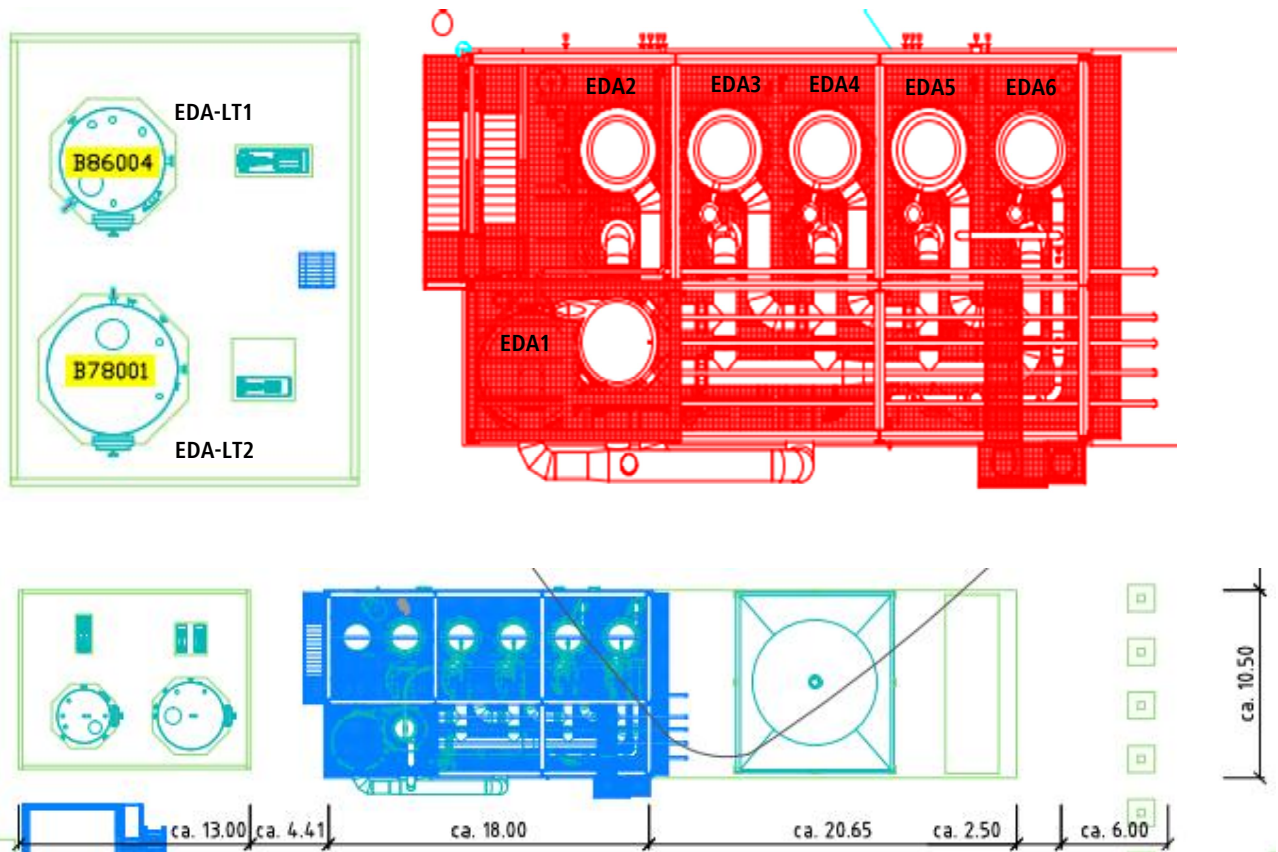 EDA-LT1
B86004
B78001
EDA-LT2
EDA2 EDA3 EDA4 EDA5 EDA6
EDA1
ca. 10.50
ca. 13.00 ca. 4.41 ca. 18.00 ca. 20.65 ca. 2.50 ca. 6.00